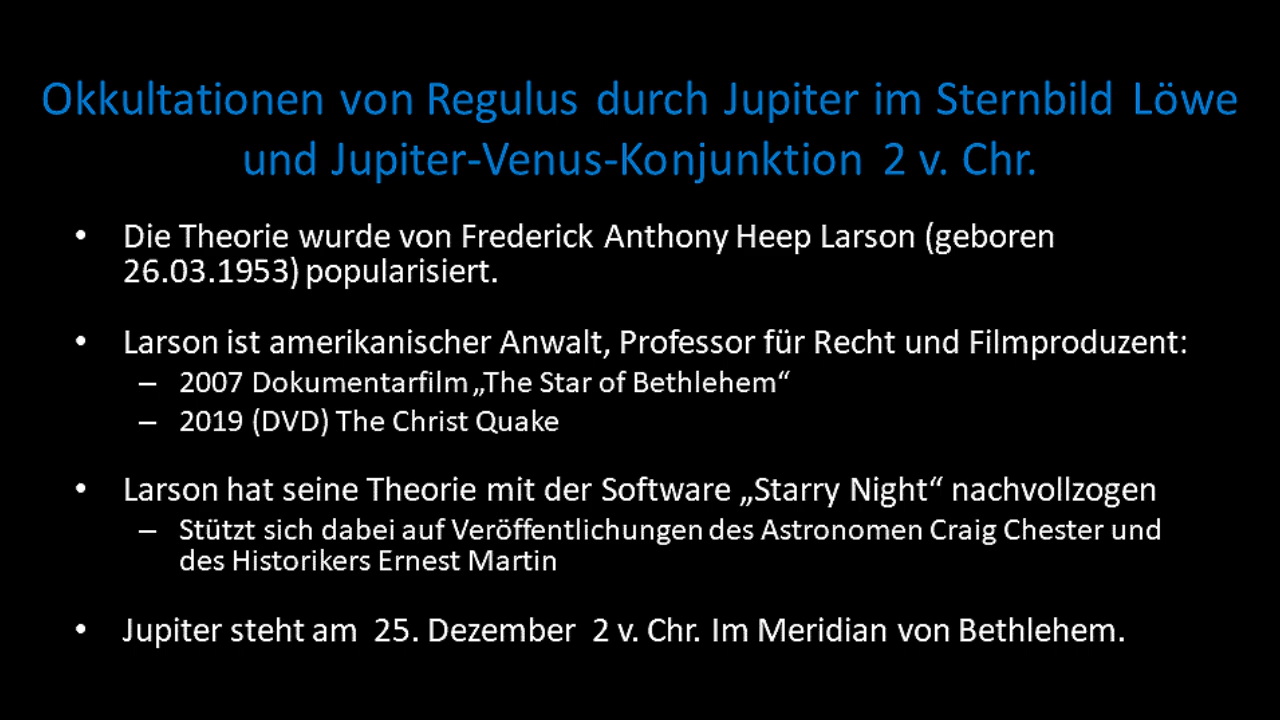 Okkultationen von Regulus durch Jupiter im Sternbild Löwe
und Jupiter-Venus-Konjunktion 2 v. Chr.
• Die Theorie wurde von Frederick Anthony Heep Larson (geboren
26.03.1953) popularisiert.
• Larson ist amerikanischer Anwalt, Professor für Recht und Filmproduzent:
– 2007 Dokumentarfilm „The Star of Bethlehem“
– 2019 (DVD) The Christ Quake
• Larson hat seine Theorie mit der Software „Starry Night“ nachvollzogen
– Stützt sich dabei auf Veröffentlichungen des Astronomen Craig Chester und
des Historikers Ernest Martin
• Jupiter steht am 25. Dezember 2 v. Chr. Im Meridian von Bethlehem.